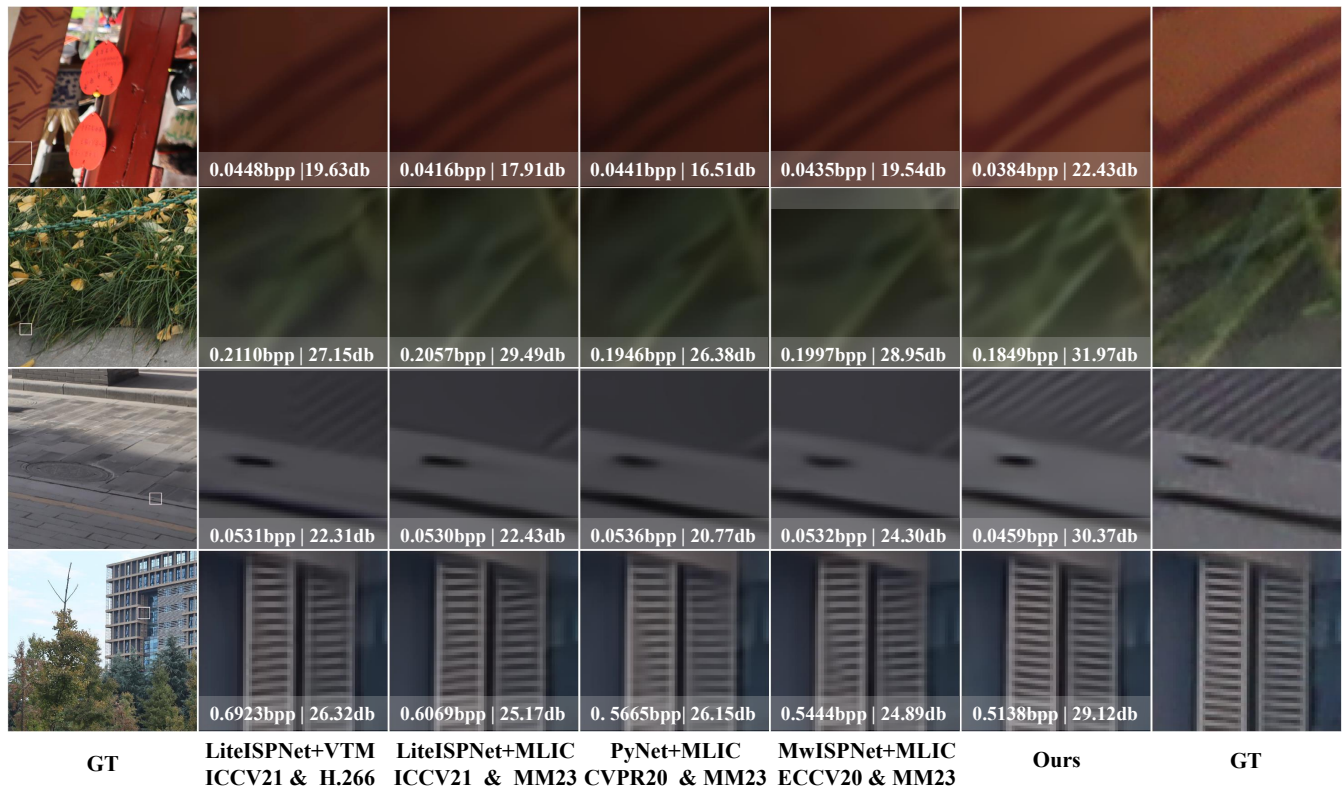 0.0448bpp |19.63db
0.0416bpp | 17.91db
0.0441bpp | 16.51db
0.0435bpp | 19.54db
0.0384bpp | 22.43db
0.2110bpp | 27.15db
0.2057bpp | 29.49db
0.1946bpp | 26.38db
0.1997bpp | 28.95db
0.1849bpp | 31.97db
0.0531bpp | 22.31db
0.0530bpp | 22.43db
0.0536bpp | 20.77db
0.0532bpp | 24.30db
0.0459bpp | 30.37db
0.6923bpp | 26.32db
0.6069bpp | 25.17db
0. 5665bpp| 26.15db
0.5444bpp | 24.89db
0.5138bpp | 29.12db
GT
LiteISPNet+VTM
ICCV21 & H.266
LiteISPNet+MLIC
ICCV21 & MM23
PyNet+MLIC
CVPR20 & MM23
MwISPNet+MLIC
ECCV20 & MM23
Ours
GT